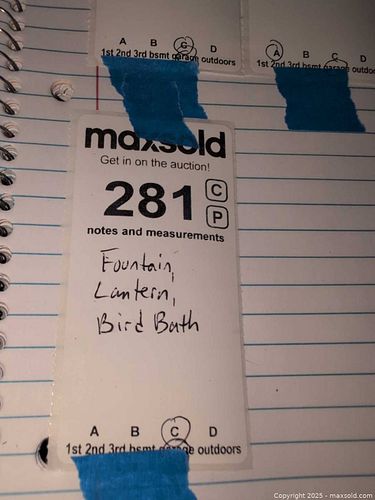 A B C D
1st 2nd 3rd bsmt garage outdoors
A B C D
1st 2nd 3rd bsmt garage outdoors
maxsold
Get in on the auction!
281 C
P
notes and measurements
Fountain,
Lantern,
Bird Bath
A B C D
1st 2nd 3rd bsmt garage outdoors
Copyright 2025 - maxsold.com